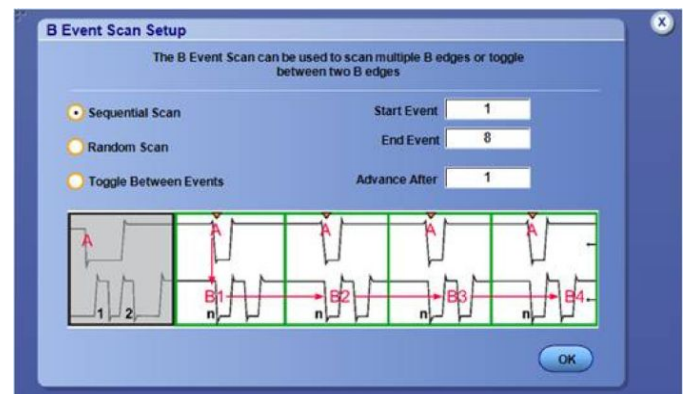 B Event Scan Setup
X
The B Event Scan can be used to scan multiple B edges or toggle
between two B edges
Sequential Scan
Start Event 1
Random Scan
End Event 8
Toggle Between Events
Advance After 1
A A A A A
B1 B2 B3 B4
1 2 n n n n
OK